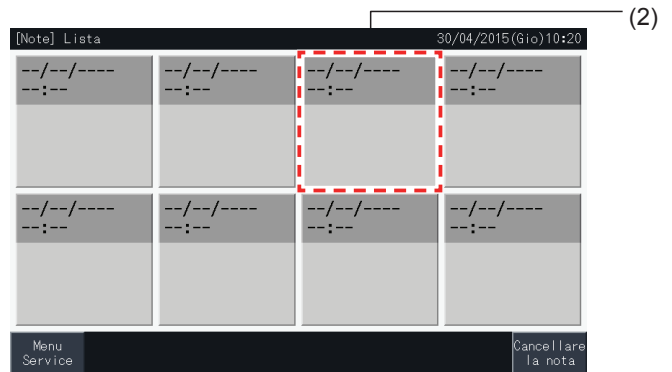 (2)
[Note] Lista 30/04/2015(Gio)10:20
--/--/---- --/--/---- --/--/---- --/--/----
--:-- --:-- --:-- --:--
--/--/---- --/--/---- --/--/---- --/--/----
--:-- --:-- --:-- --:--
Menu Cancellare
Service la nota